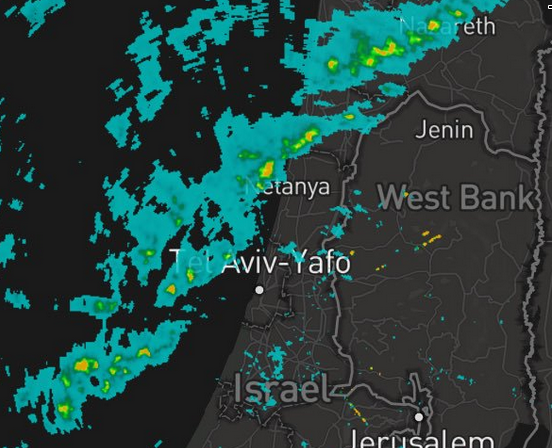 Nazareth
Jenin
Netanya
West Bank
Tel Aviv-Yafo
Israel
Jerusalem